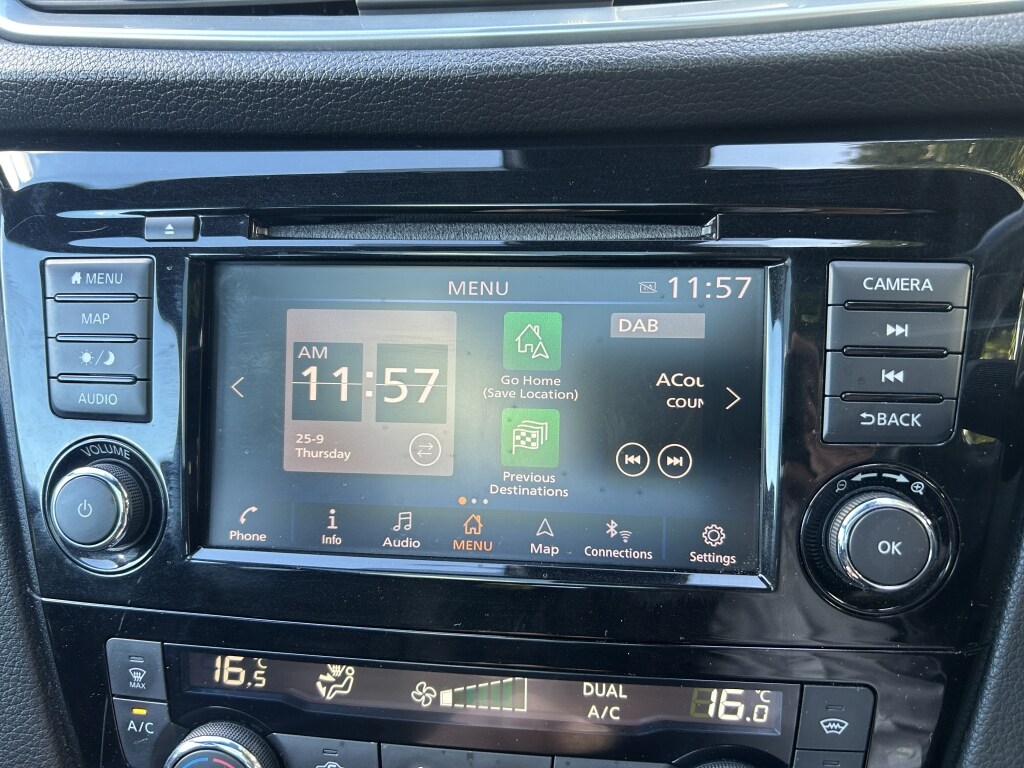 MENU
MAP
AUDIO
VOLUME
MENU
11:57
AM
11:57
25-9
Thursday
Go Home
(Save Location)
Previous
Destinations
DAB
Phone
Info
Audio
MENU
Map
Connections
Settings
CAMERA
BACK
OK
MAX
A/C
16.5 °C
DUAL
A/C
16.0 °C